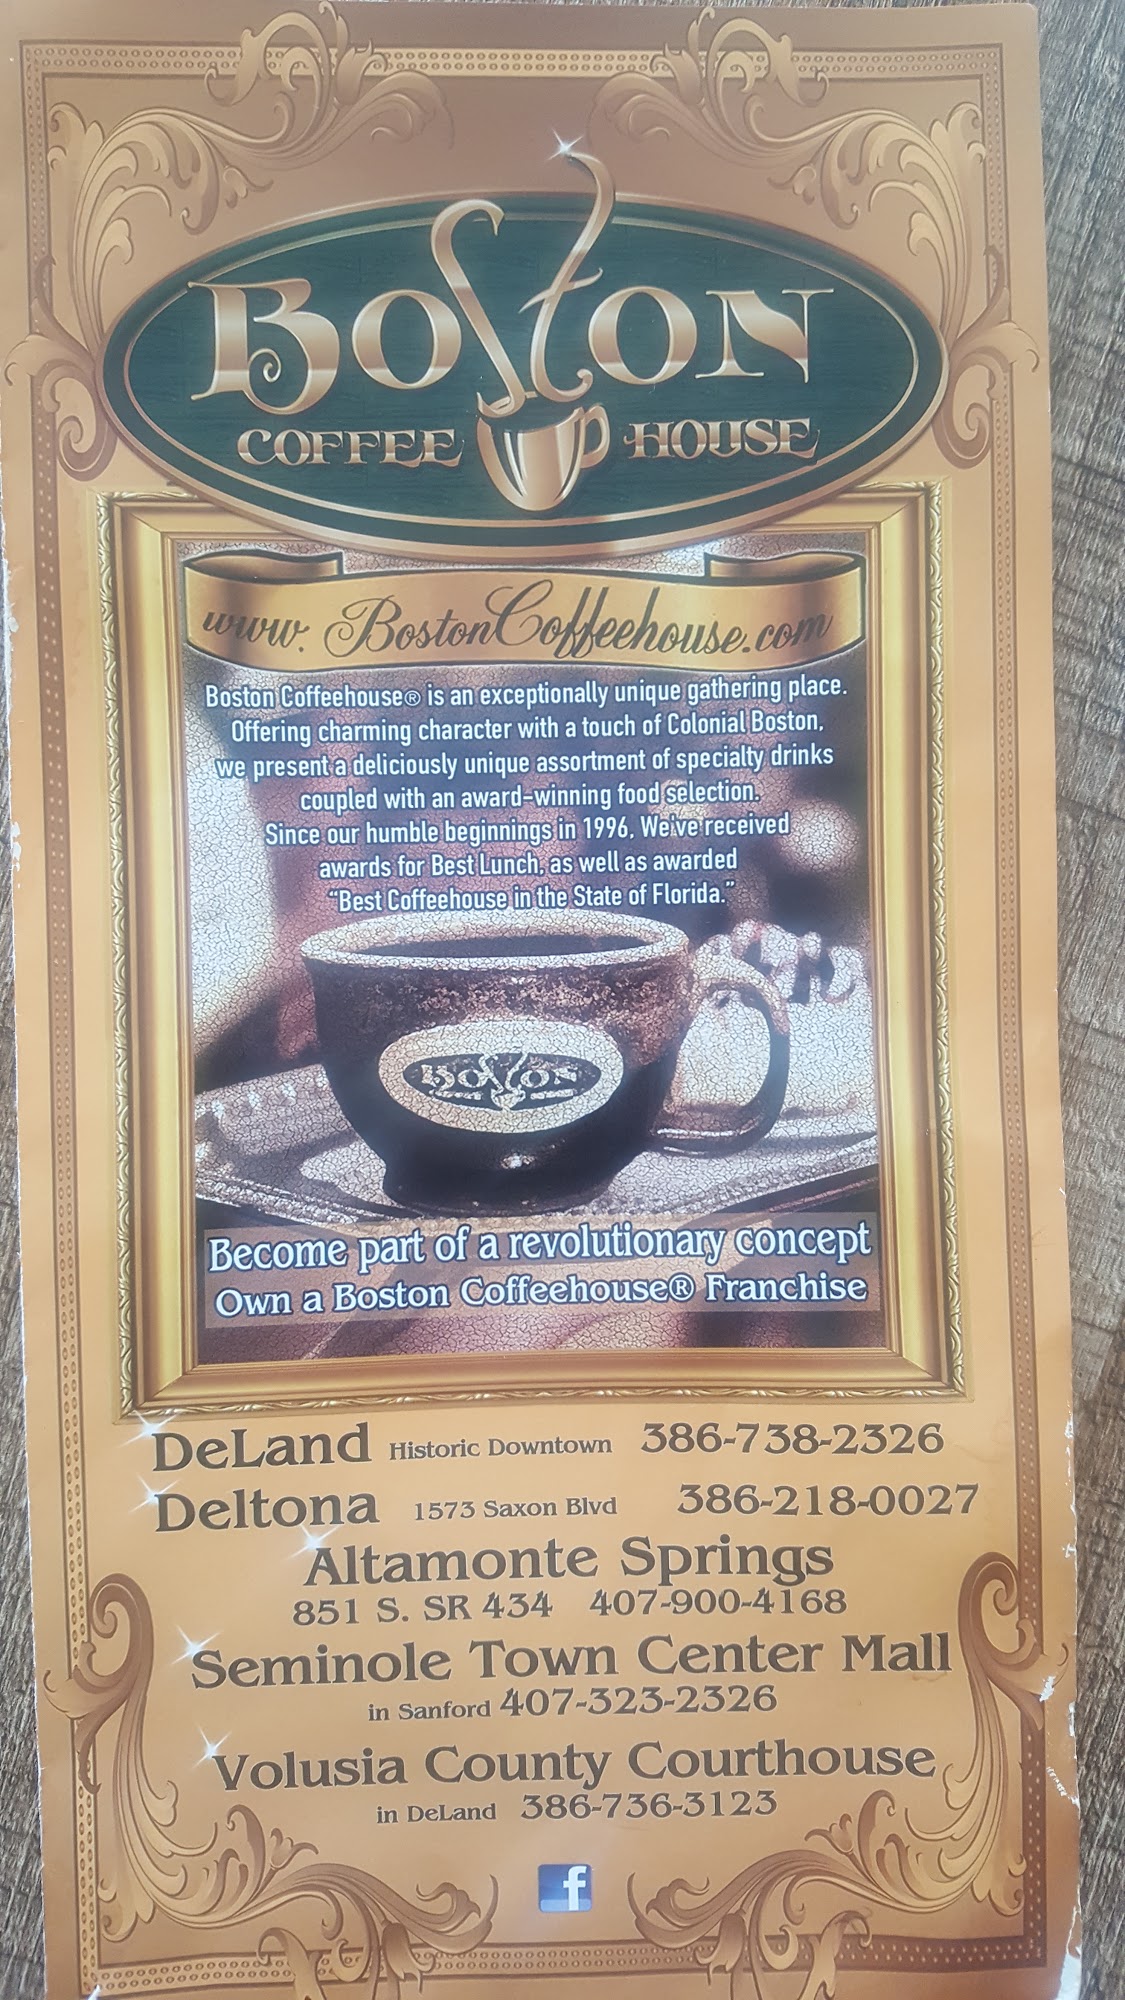 BOSTON
COFFEE HOUSE
www.BostonCoffeehouse.com
Boston Coffeehouse® is an exceptionally unique gathering place.
Offering charming character with a touch of Colonial Boston,
we present a deliciously unique assortment of specialty drinks
coupled with an award-winning food selection.
Since our humble beginnings in 1996, We've received
awards for Best Lunch, as well as awarded
"Best Coffeehouse in the State of Florida."
BOSTON
Become part of a revolutionary concept
Own a Boston Coffeehouse® Franchise
DeLand Historic Downtown 386-738-2326
Deltona 1573 Saxon Blvd 386-218-0027
Altamonte Springs
851 S. SR 434 407-900-4168
Seminole Town Center Mall
in Sanford 407-323-2326
Volusia County Courthouse
in DeLand 386-736-3123
f